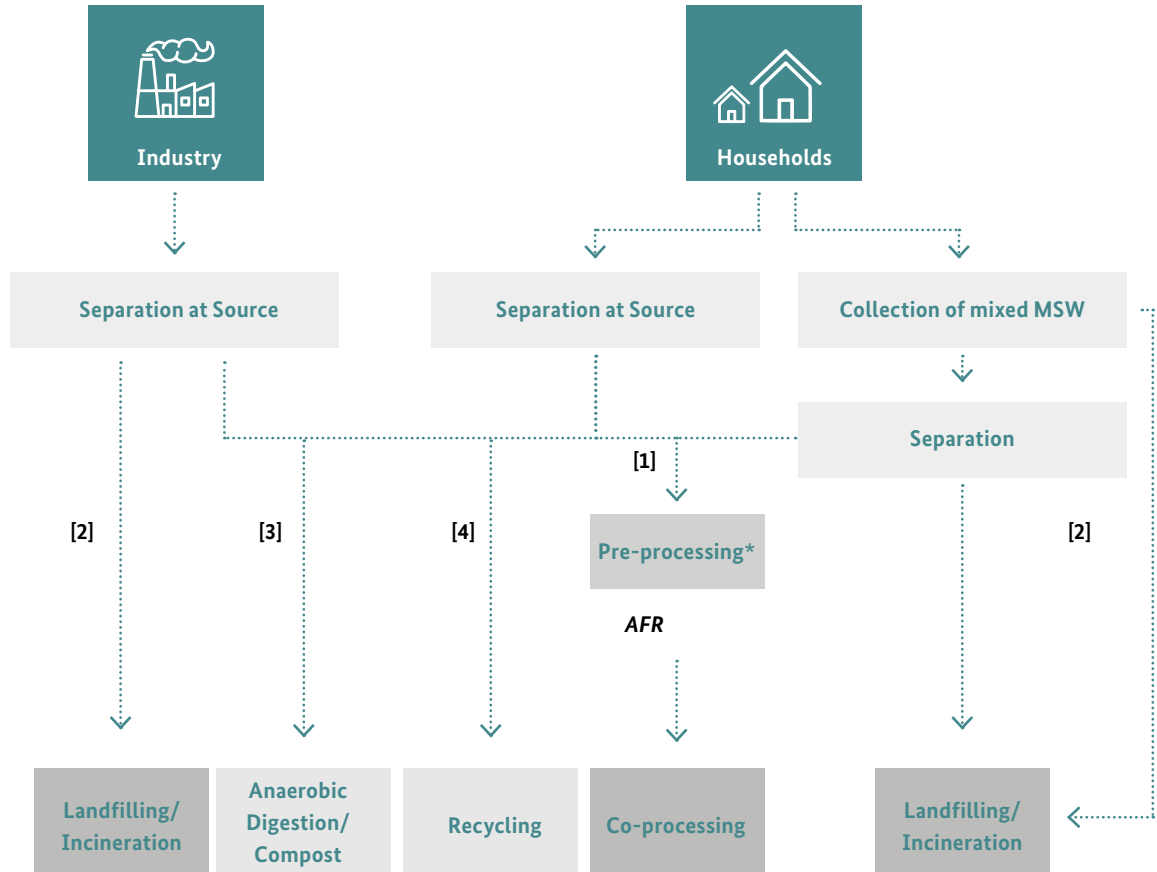 Industry
Households
Separation at Source
Separation at Source
Collection of mixed MSW
Separation
[1]
[2]
[3]
[4]
[2]
Pre-processing*
AFR
Landfilling/
Incineration
Anaerobic
Digestion/
Compost
Recycling
Co-processing
Landfilling/
Incineration